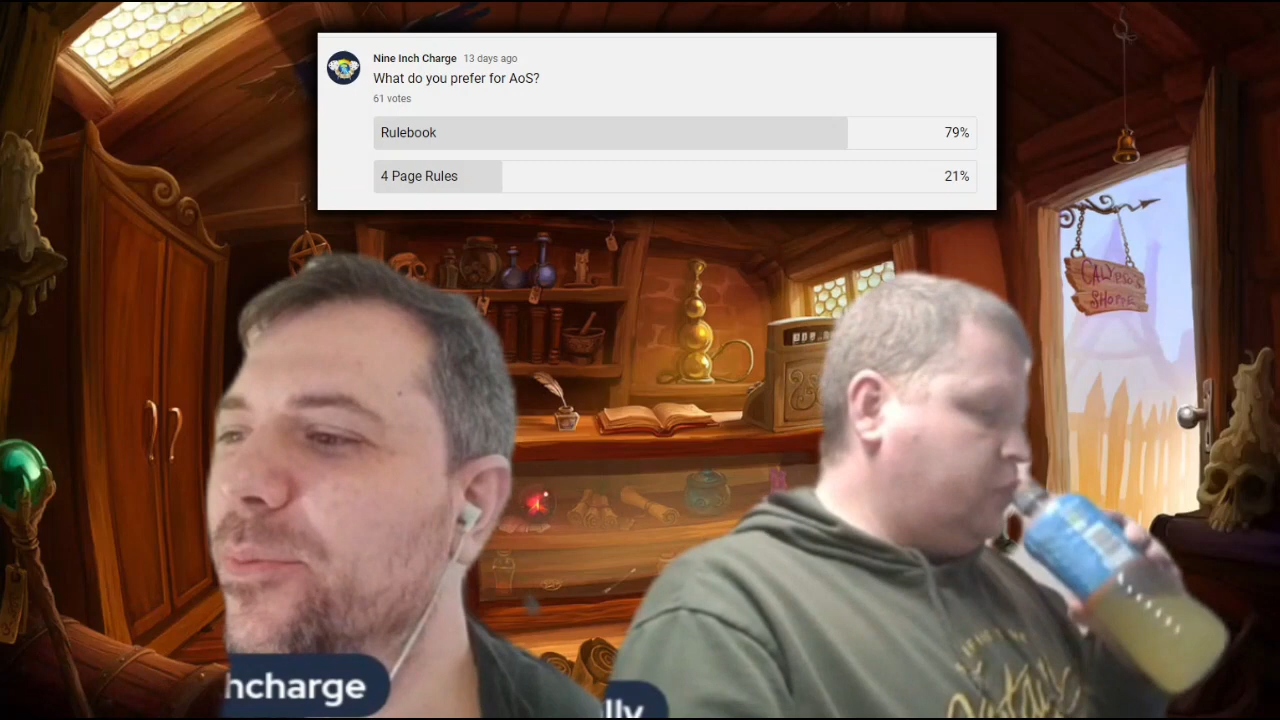 Nine Inch Charge 13 days ago
What do you prefer for AoS?
61 votes
Rulebook 79%
4 Page Rules 21%
CALYPSO'S
SHOPPE
hcharge
lly